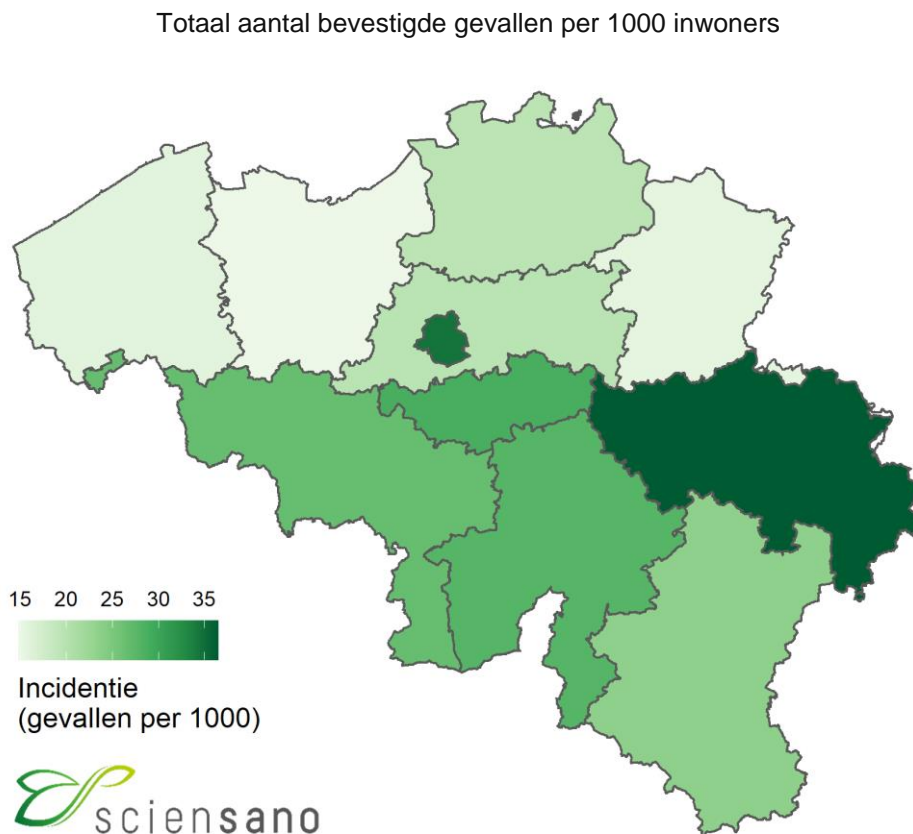 Totaal aantal bevestigde gevallen per 1000 inwoners
15 20 25 30 35
Incidentie
(gevallen per 1000)
sciensano